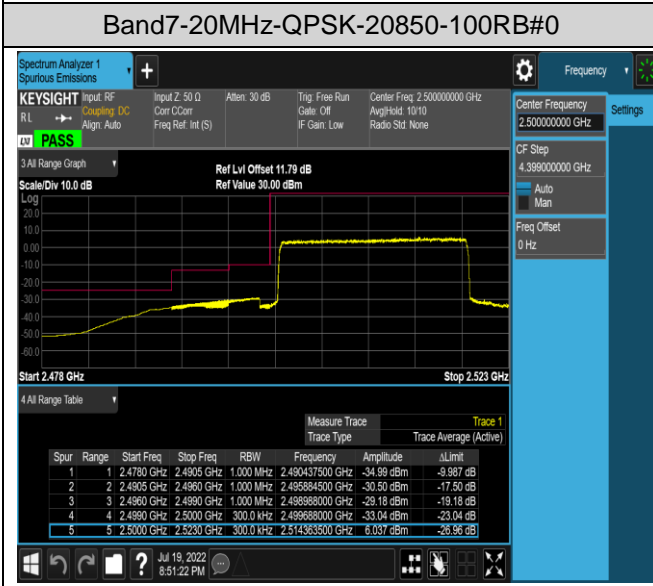 Band7-20MHz-QPSK-20850-100RB#0
Spectrum Analyzer 1
Spurious Emissions
Frequency
KEYSIGHT
Input: RF
Coupling: DC
Align: Auto
Input Z: 50 Ω
Corr CCorr
Freq Ref: Int (S)
Atten: 30 dB
Trig: Free Run
Gate: Off
IF Gain: Low
Center Freq: 2.500000000 GHz
Avg|Hold: 10/10
Radio Std: None
R L
LXI
PASS
Center Frequency
2.500000000 GHz
Settings
CF Step
4.399000000 GHz
Auto
Man
Freq Offset
0 Hz
3 All Range Graph
Scale/Div 10.0 dB
Ref Lvl Offset 11.79 dB
Ref Value 30.00 dBm
Log
20.0
10.0
0.00
-10.0
-20.0
-30.0
-40.0
-50.0
-60.0
Start 2.478 GHz
Stop 2.523 GHz
4 All Range Table
Measure Trace Trace 1
Trace Type Trace Average (Active)
Spur Range Start Freq Stop Freq RBW Frequency Amplitude ΔLimit
1 1 2.4780 GHz 2.4905 GHz 1.000 MHz 2.490437500 GHz -34.99 dBm -9.987 dB
2 2 2.4905 GHz 2.4960 GHz 1.000 MHz 2.495884500 GHz -30.50 dBm -17.50 dB
3 3 2.4960 GHz 2.4990 GHz 1.000 MHz 2.498988000 GHz -29.18 dBm -19.18 dB
4 4 2.4990 GHz 2.5000 GHz 300.0 kHz 2.499688000 GHz -33.04 dBm -23.04 dB
5 5 2.5000 GHz 2.5230 GHz 300.0 kHz 2.514363500 GHz 6.037 dBm -26.96 dB
?
Jul 19, 2022
8:51:22 PM